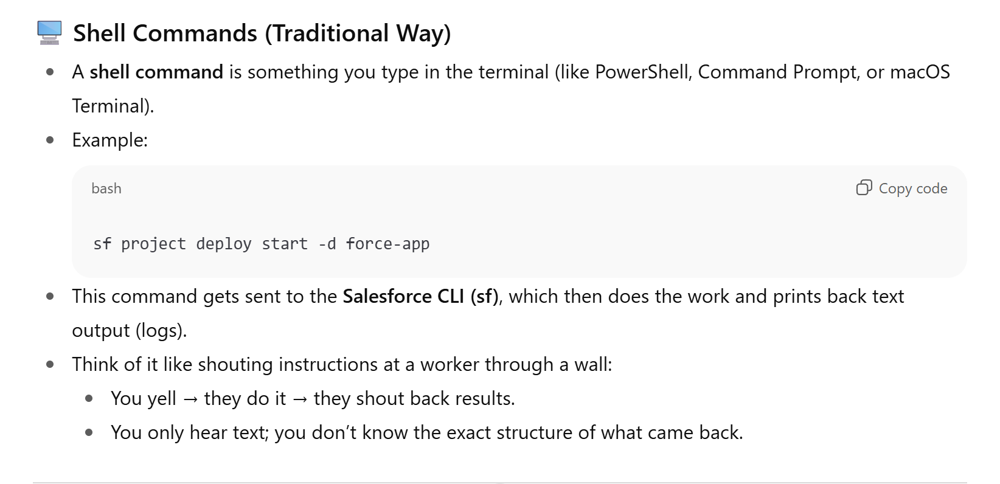 Shell Commands (Traditional Way)
A shell command is something you type in the terminal (like PowerShell, Command Prompt, or macOS
Terminal).
Example:
bash
Copy code
sf project deploy start -d force-app
This command gets sent to the Salesforce CLI (sf), which then does the work and prints back text
output (logs).
Think of it like shouting instructions at a worker through a wall:
You yell → they do it → they shout back results.
You only hear text; you don’t know the exact structure of what came back.